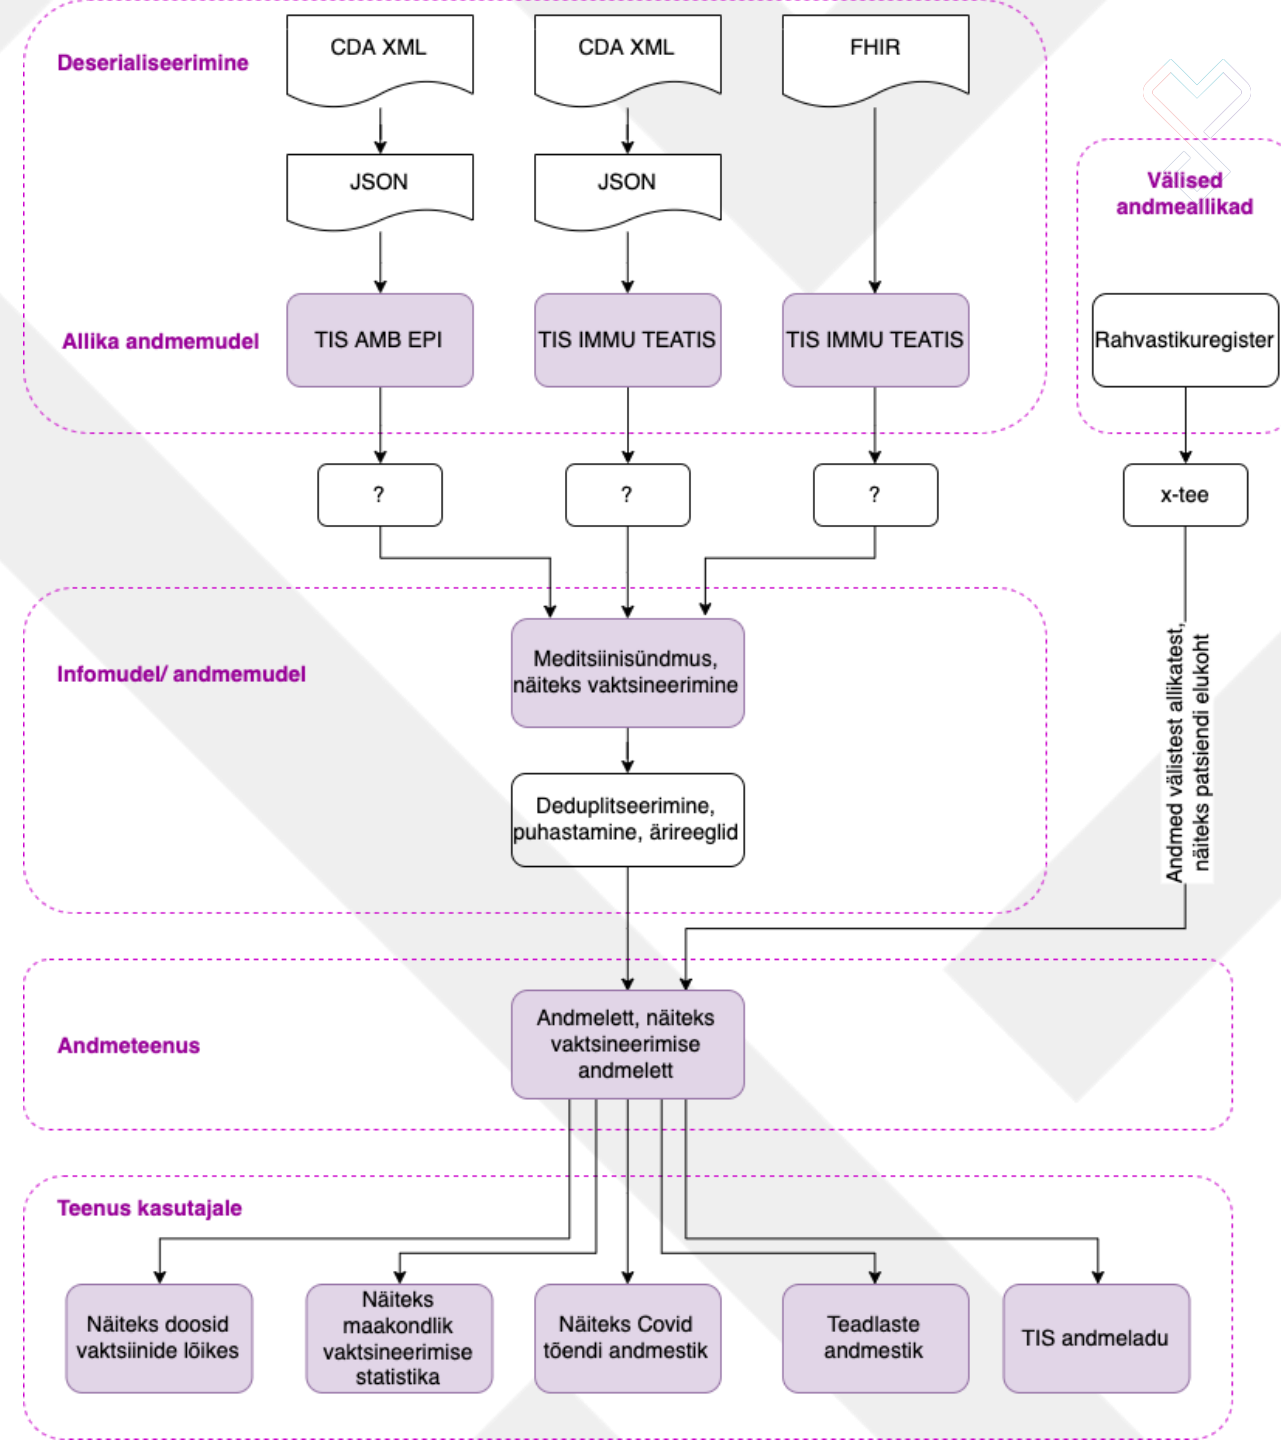 Deserialiseerimine
CDA XML
CDA XML
FHIR
JSON
JSON
Välised
andmeallikad
Allika andmemudel
TIS AMB EPI
TIS IMMU TEATIS
TIS IMMU TEATIS
Rahvastikuregister
?
?
?
x-tee
Infomudel/ andmemudel
Meditsiinisündmus,
näiteks vaktsineerimine
Deduplitseerimine,
puhastamine, ärireeglid
Andmed välistest allikatest,
näiteks patsiendi elukoht
Andmeteenus
Andmelett, näiteks
vaktsineerimise
andmelett
Teenus kasutajale
Näiteks doosid
vaktsiinide lõikes
Näiteks
maakondlik
vaktsineerimise
statistika
Näiteks Covid
tõendi andmestik
Teadlaste
andmestik
TIS andmeladu